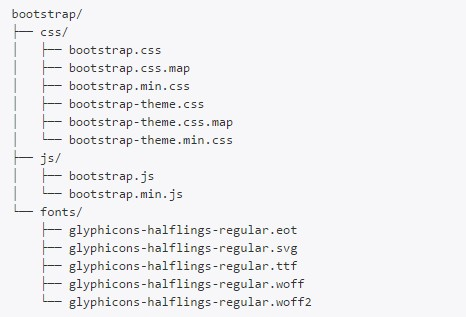 bootstrap/
├── css/
│   ├── bootstrap.css
│   ├── bootstrap.css.map
│   ├── bootstrap.min.css
│   ├── bootstrap-theme.css
│   ├── bootstrap-theme.css.map
│   └── bootstrap-theme.min.css
├── js/
│   ├── bootstrap.js
│   └── bootstrap.min.js
└── fonts/
    ├── glyphicons-halflings-regular.eot
    ├── glyphicons-halflings-regular.svg
    ├── glyphicons-halflings-regular.ttf
    ├── glyphicons-halflings-regular.woff
    └── glyphicons-halflings-regular.woff2